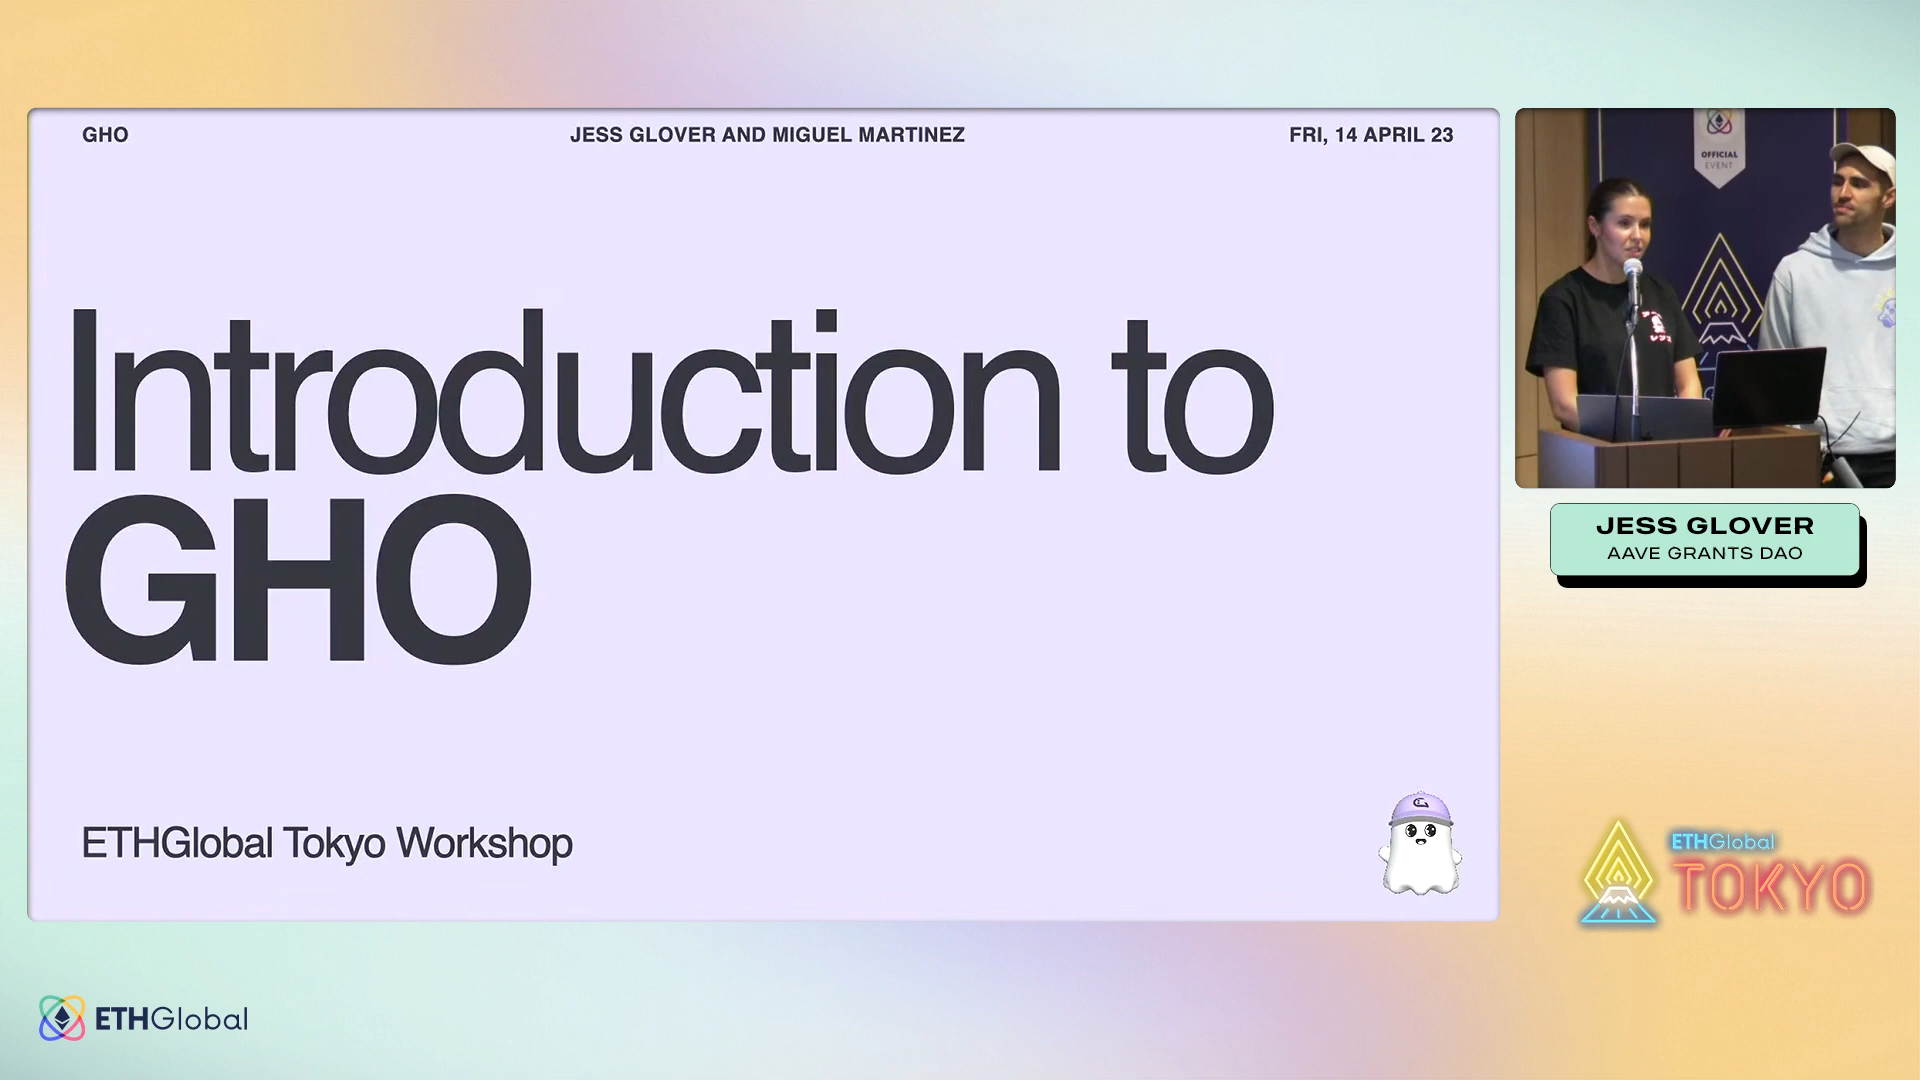 GHO
JESS GLOVER AND MIGUEL MARTINEZ
FRI, 14 APRIL 23
Introduction to
GHO
ETHGlobal Tokyo Workshop
OFFICIAL
EVENT
JESS GLOVER
AAVE GRANTS DAO
ETHGlobal
TOKYO
ETHGlobal